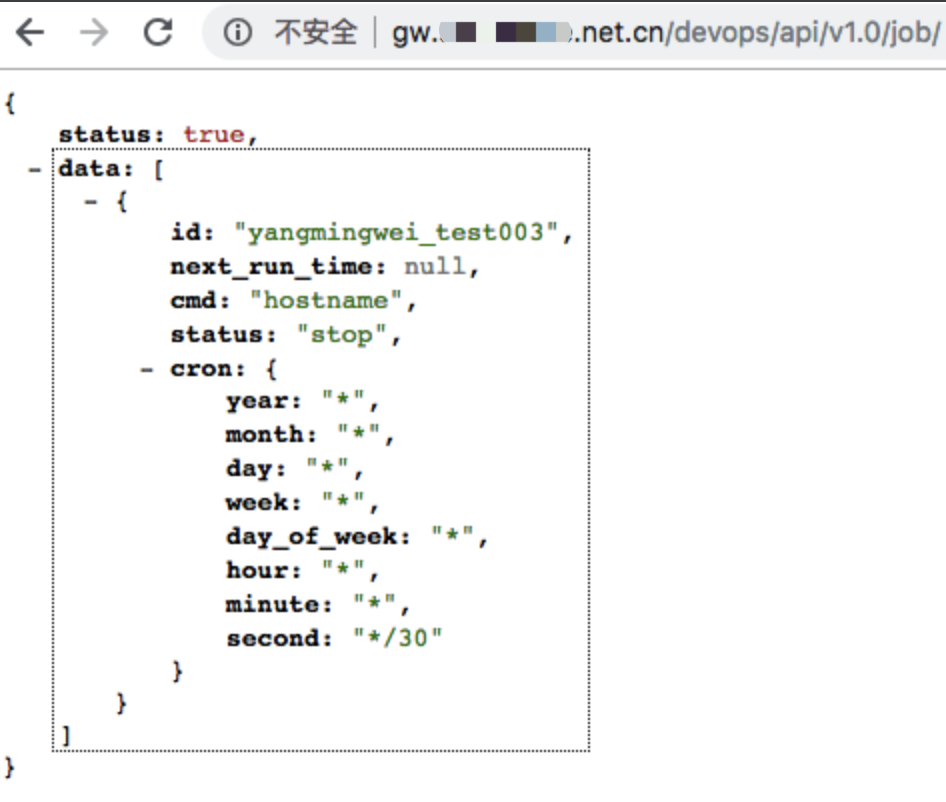 不安全 gw. .net.cn/devops/api/v1.0/job/
{
status: true,
- data: [
- {
id: "yangmingwei_test003",
next_run_time: null,
cmd: "hostname",
status: "stop",
- cron: {
year: "*",
month: "*",
day: "*",
week: "*",
day_of_week: "*",
hour: "*",
minute: "*",
second: "*/30"
}
}
]
}